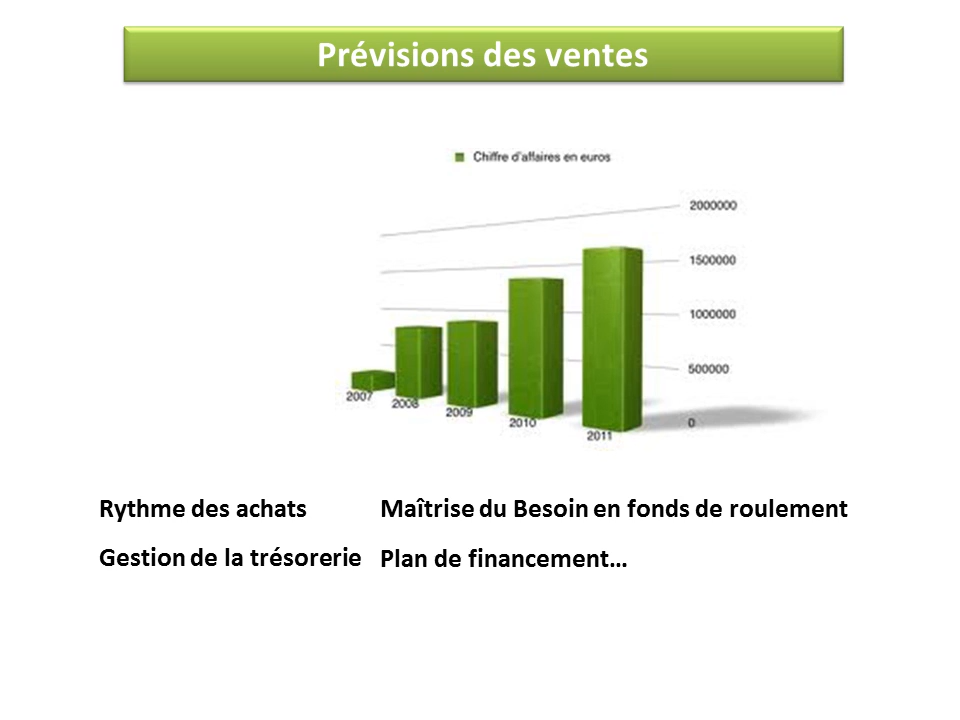 Prévisions des ventes
Chiffre d'affaires en euros
2000000
1500000
1000000
500000
0
2007
2008
2009
2010
2011
Rythme des achats
Maîtrise du Besoin en fonds de roulement
Gestion de la trésorerie
Plan de financement…